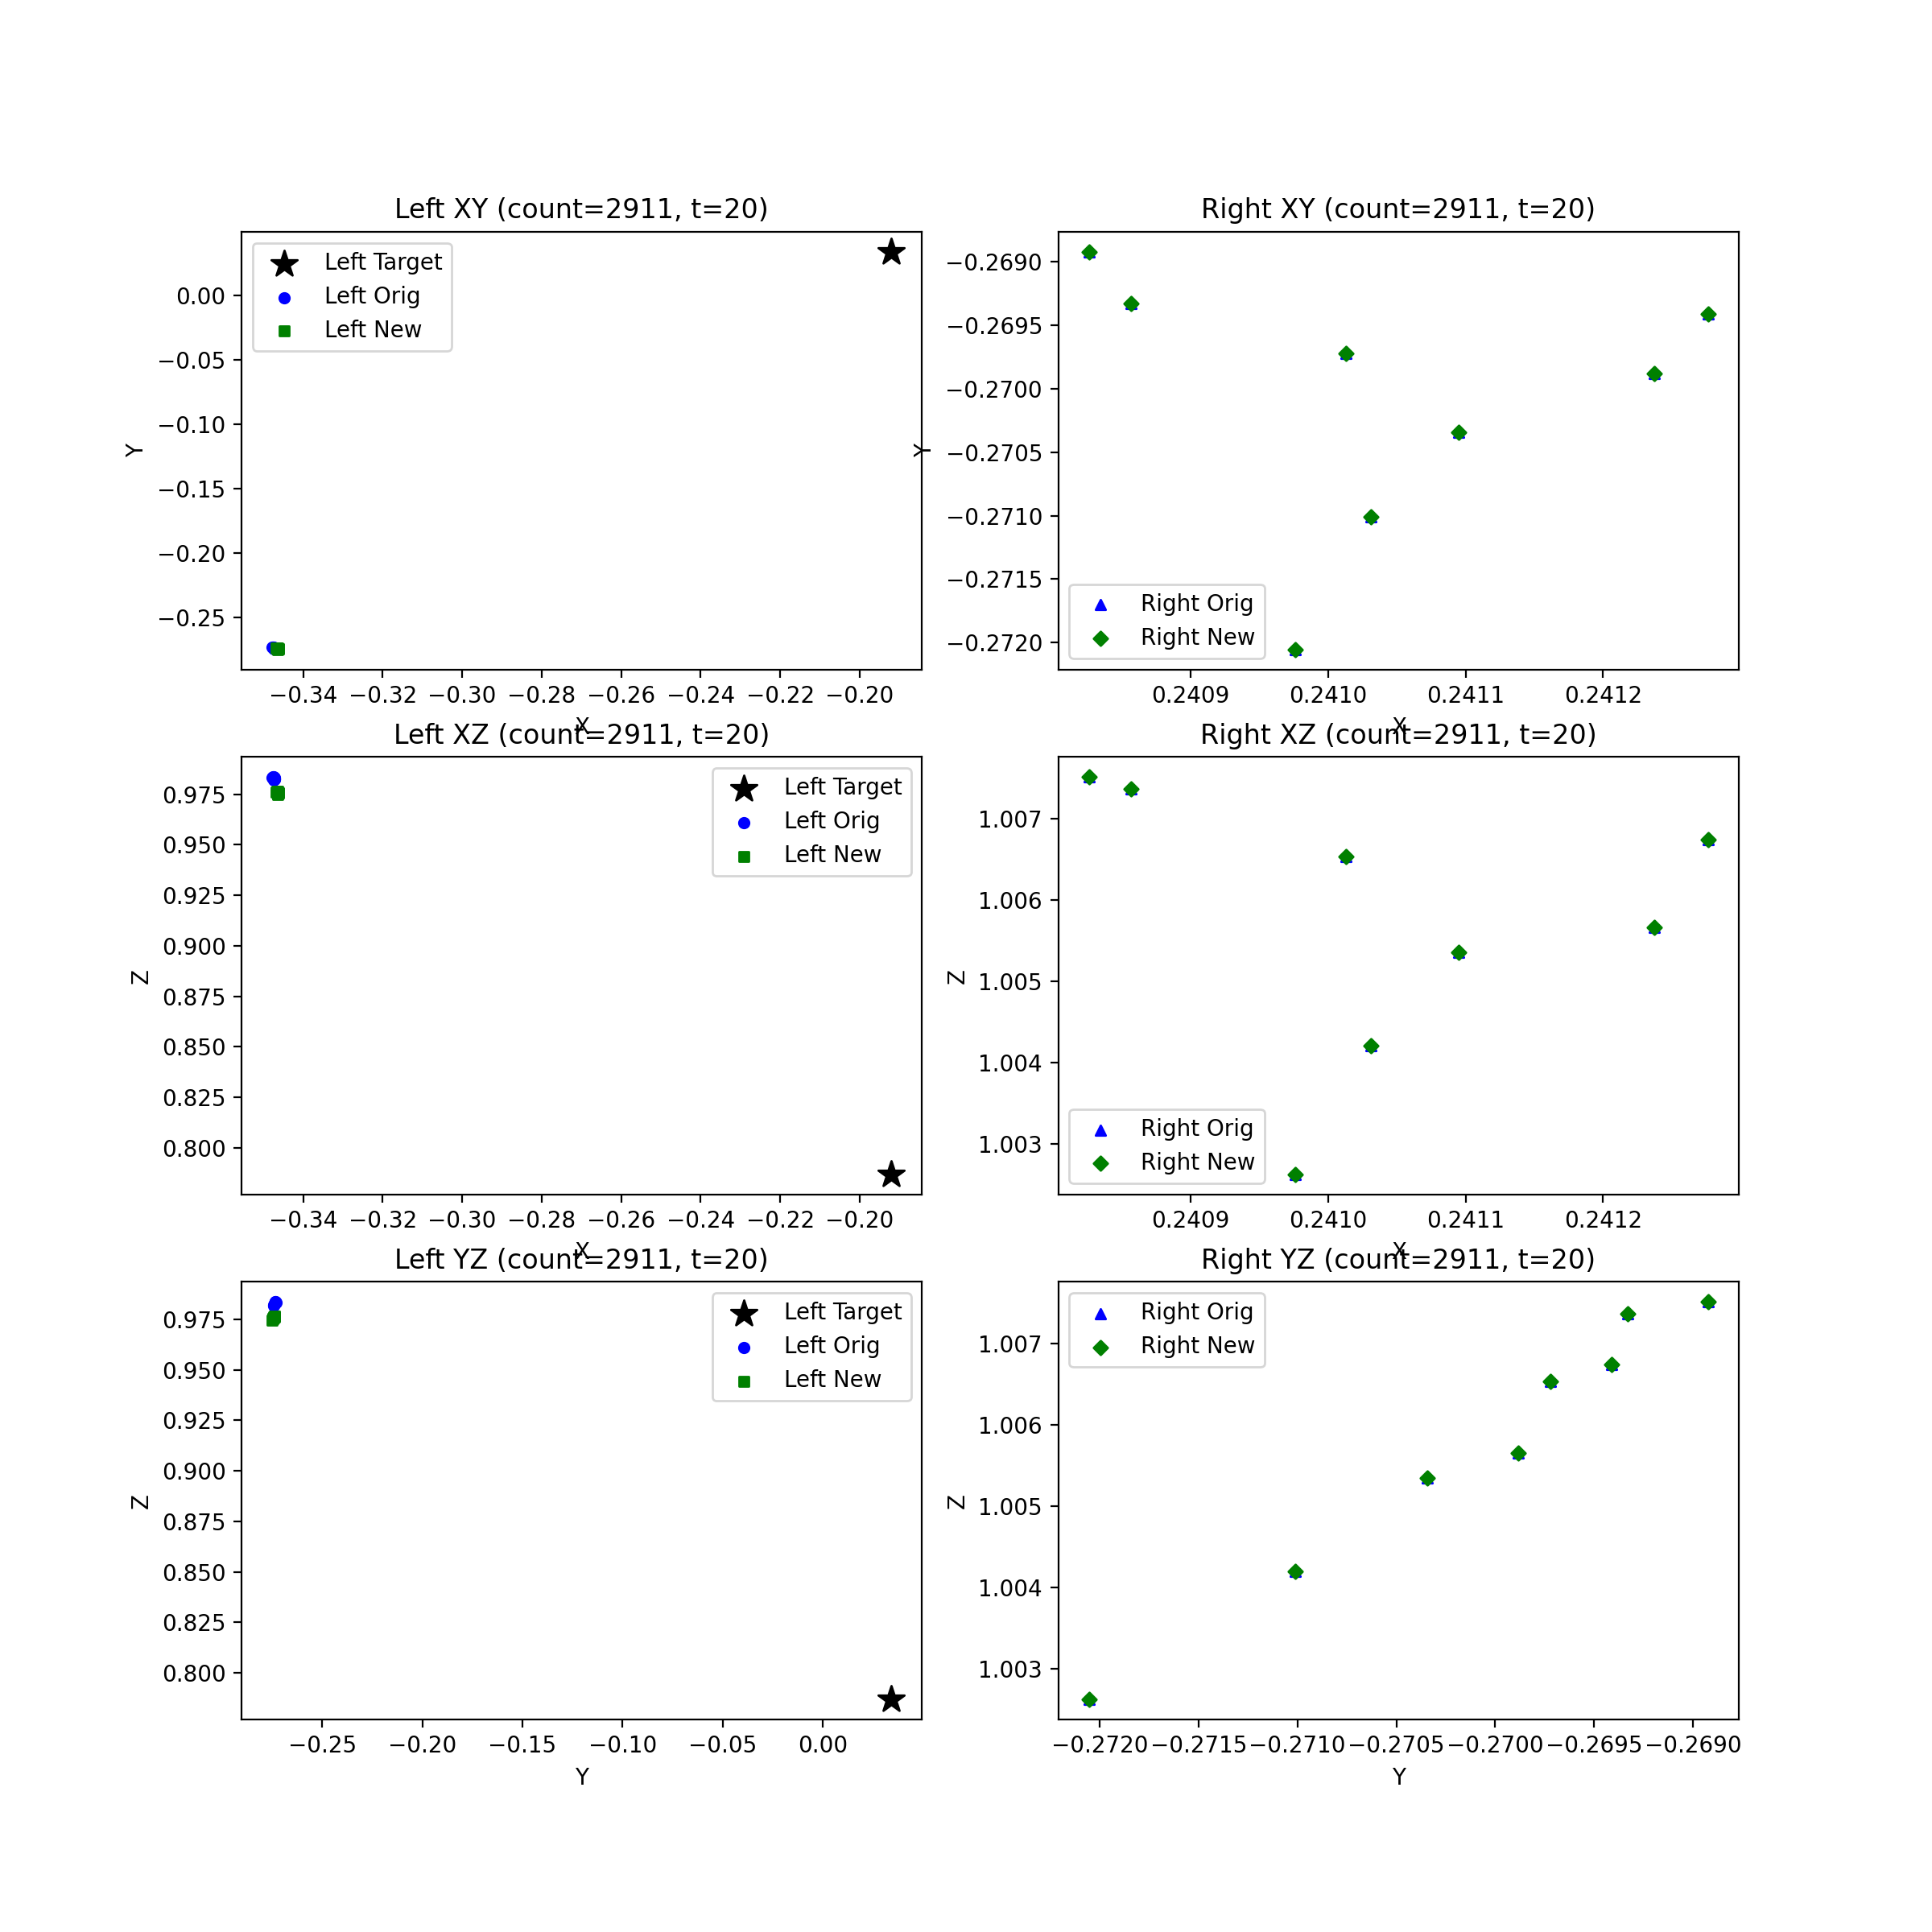 Left XY (count=2911, t=20)
Left Target
Left Orig
Left New
0.00
−0.05
−0.10
−0.15
−0.20
−0.25
Y
−0.34 −0.32 −0.30 −0.28 −0.26 −0.24 −0.22 −0.20
X
Right XY (count=2911, t=20)
−0.2690
−0.2695
−0.2700
−0.2705
−0.2710
−0.2715
−0.2720
Y
Right Orig
Right New
0.2409 0.2410 0.2411 0.2412
X
Left XZ (count=2911, t=20)
Left Target
Left Orig
Left New
0.975
0.950
0.925
0.900
0.875
0.850
0.825
0.800
Z
−0.34 −0.32 −0.30 −0.28 −0.26 −0.24 −0.22 −0.20
X
Right XZ (count=2911, t=20)
1.007
1.006
1.005
1.004
1.003
Z
Right Orig
Right New
0.2409 0.2410 0.2411 0.2412
X
Left YZ (count=2911, t=20)
Left Target
Left Orig
Left New
0.975
0.950
0.925
0.900
0.875
0.850
0.825
0.800
Z
−0.25 −0.20 −0.15 −0.10 −0.05 0.00
Y
Right YZ (count=2911, t=20)
Right Orig
Right New
1.007
1.006
1.005
1.004
1.003
Z
−0.2720 −0.2715 −0.2710 −0.2705 −0.2700 −0.2695 −0.2690
Y